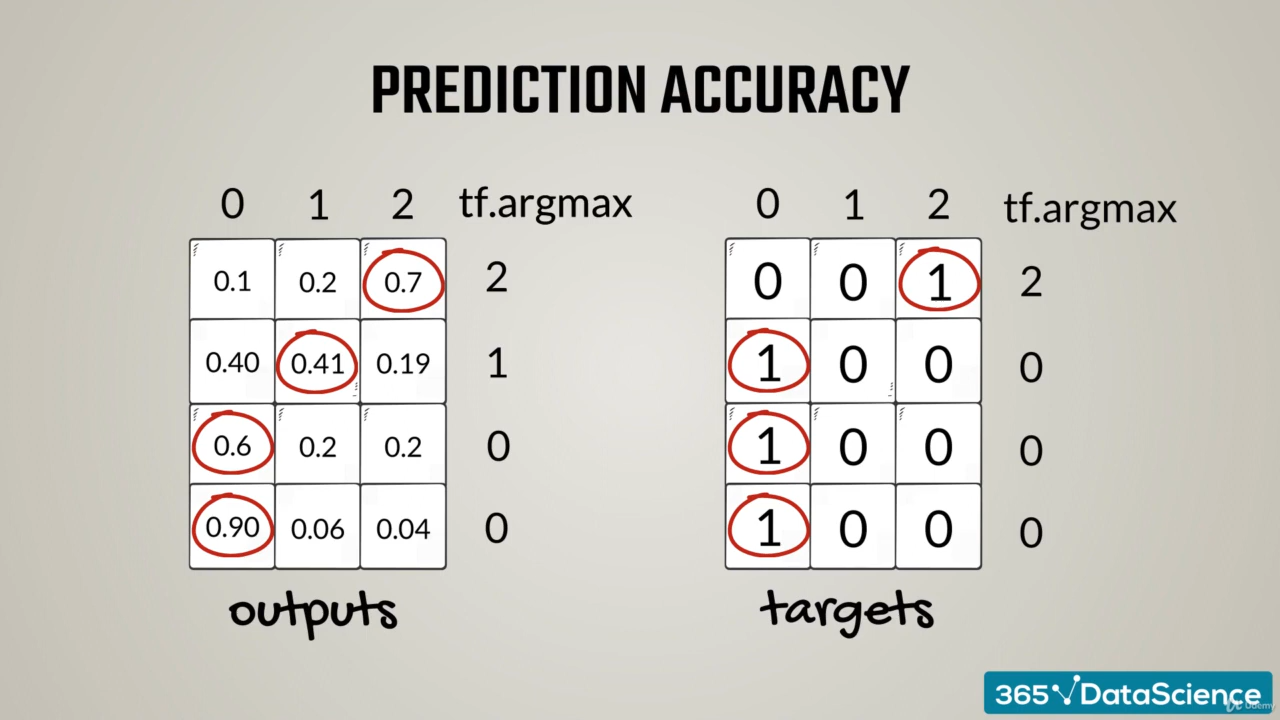 PREDICTION ACCURACY
0 1 2 tf.argmax
0.1 0.2 0.7 2
0.40 0.41 0.19 1
0.6 0.2 0.2 0
0.90 0.06 0.04 0
outputs
0 1 2 tf.argmax
0 0 1 2
1 0 0 0
1 0 0 0
1 0 0 0
targets
365 DataScience
Udemy